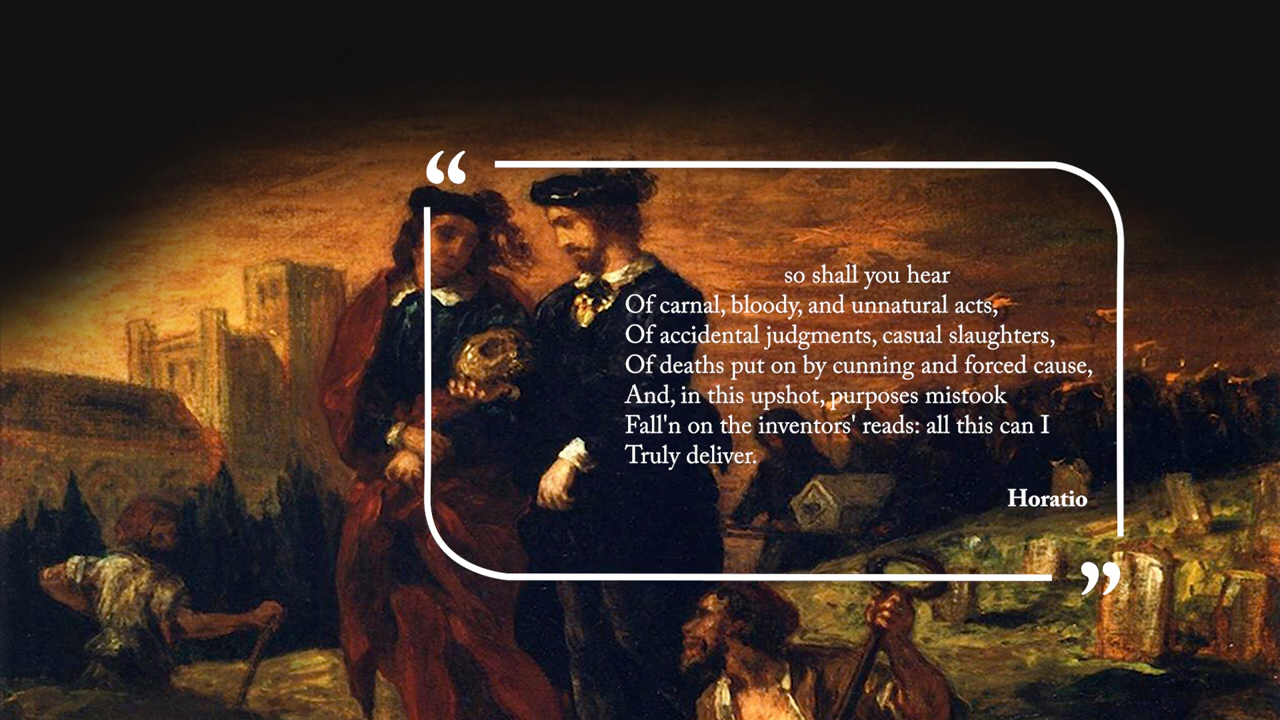 “
so shall you hear
Of carnal, bloody, and unnatural acts,
Of accidental judgments, casual slaughters,
Of deaths put on by cunning and forced cause,
And, in this upshot, purposes mistook
Fall'n on the inventors' reads: all this can I
Truly deliver.
Horatio
”